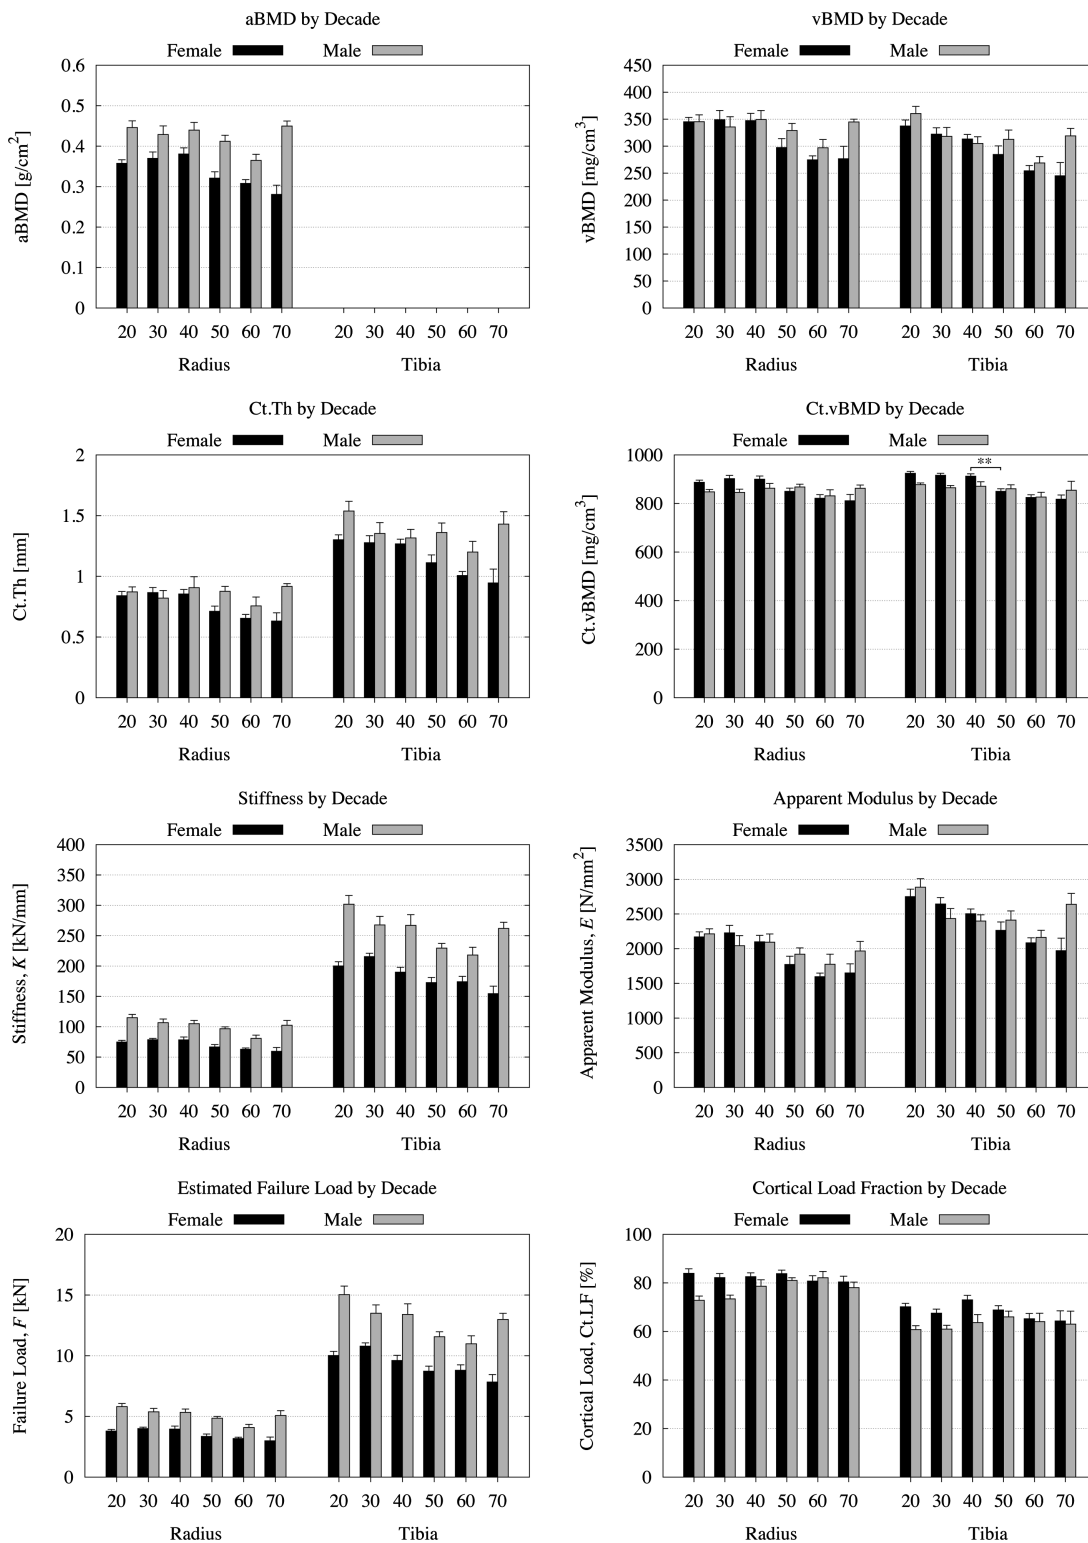 aBMD by Decade
Female Male
0.6
0.5
0.4
0.3
0.2
0.1
0
aBMD [g/cm2]
20 30 40 50 60 70 20 30 40 50 60 70
Radius Tibia
vBMD by Decade
Female Male
450
400
350
300
250
200
150
100
50
0
vBMD [mg/cm3]
20 30 40 50 60 70 20 30 40 50 60 70
Radius Tibia
Ct.Th by Decade
Female Male
2
1.5
1
0.5
0
Ct.Th [mm]
20 30 40 50 60 70 20 30 40 50 60 70
Radius Tibia
Ct.vBMD by Decade
Female Male
1000
800
600
400
200
0
Ct.vBMD [mg/cm3]
**
20 30 40 50 60 70 20 30 40 50 60 70
Radius Tibia
Stiffness by Decade
Female Male
400
350
300
250
200
150
100
50
0
Stiffness, K [kN/mm]
20 30 40 50 60 70 20 30 40 50 60 70
Radius Tibia
Apparent Modulus by Decade
Female Male
3500
3000
2500
2000
1500
1000
500
0
Apparent Modulus, E [N/mm2]
20 30 40 50 60 70 20 30 40 50 60 70
Radius Tibia
Estimated Failure Load by Decade
Female Male
20
15
10
5
0
Failure Load, F [kN]
20 30 40 50 60 70 20 30 40 50 60 70
Radius Tibia
Cortical Load Fraction by Decade
Female Male
100
80
60
40
20
0
Cortical Load, Ct.LF [%]
20 30 40 50 60 70 20 30 40 50 60 70
Radius Tibia